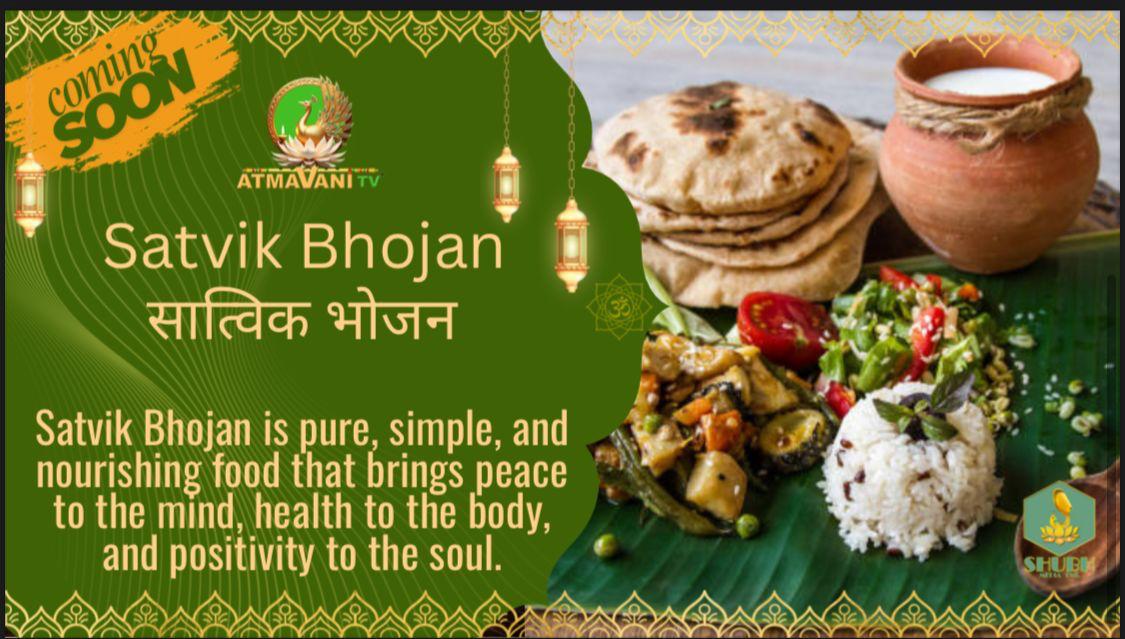 coming
SOON
ATMAVANI TV
Satvik Bhojan
सात्विक भोजन
ॐ
Satvik Bhojan is pure, simple, and
nourishing food that brings peace
to the mind, health to the body,
and positivity to the soul.
SHUBH